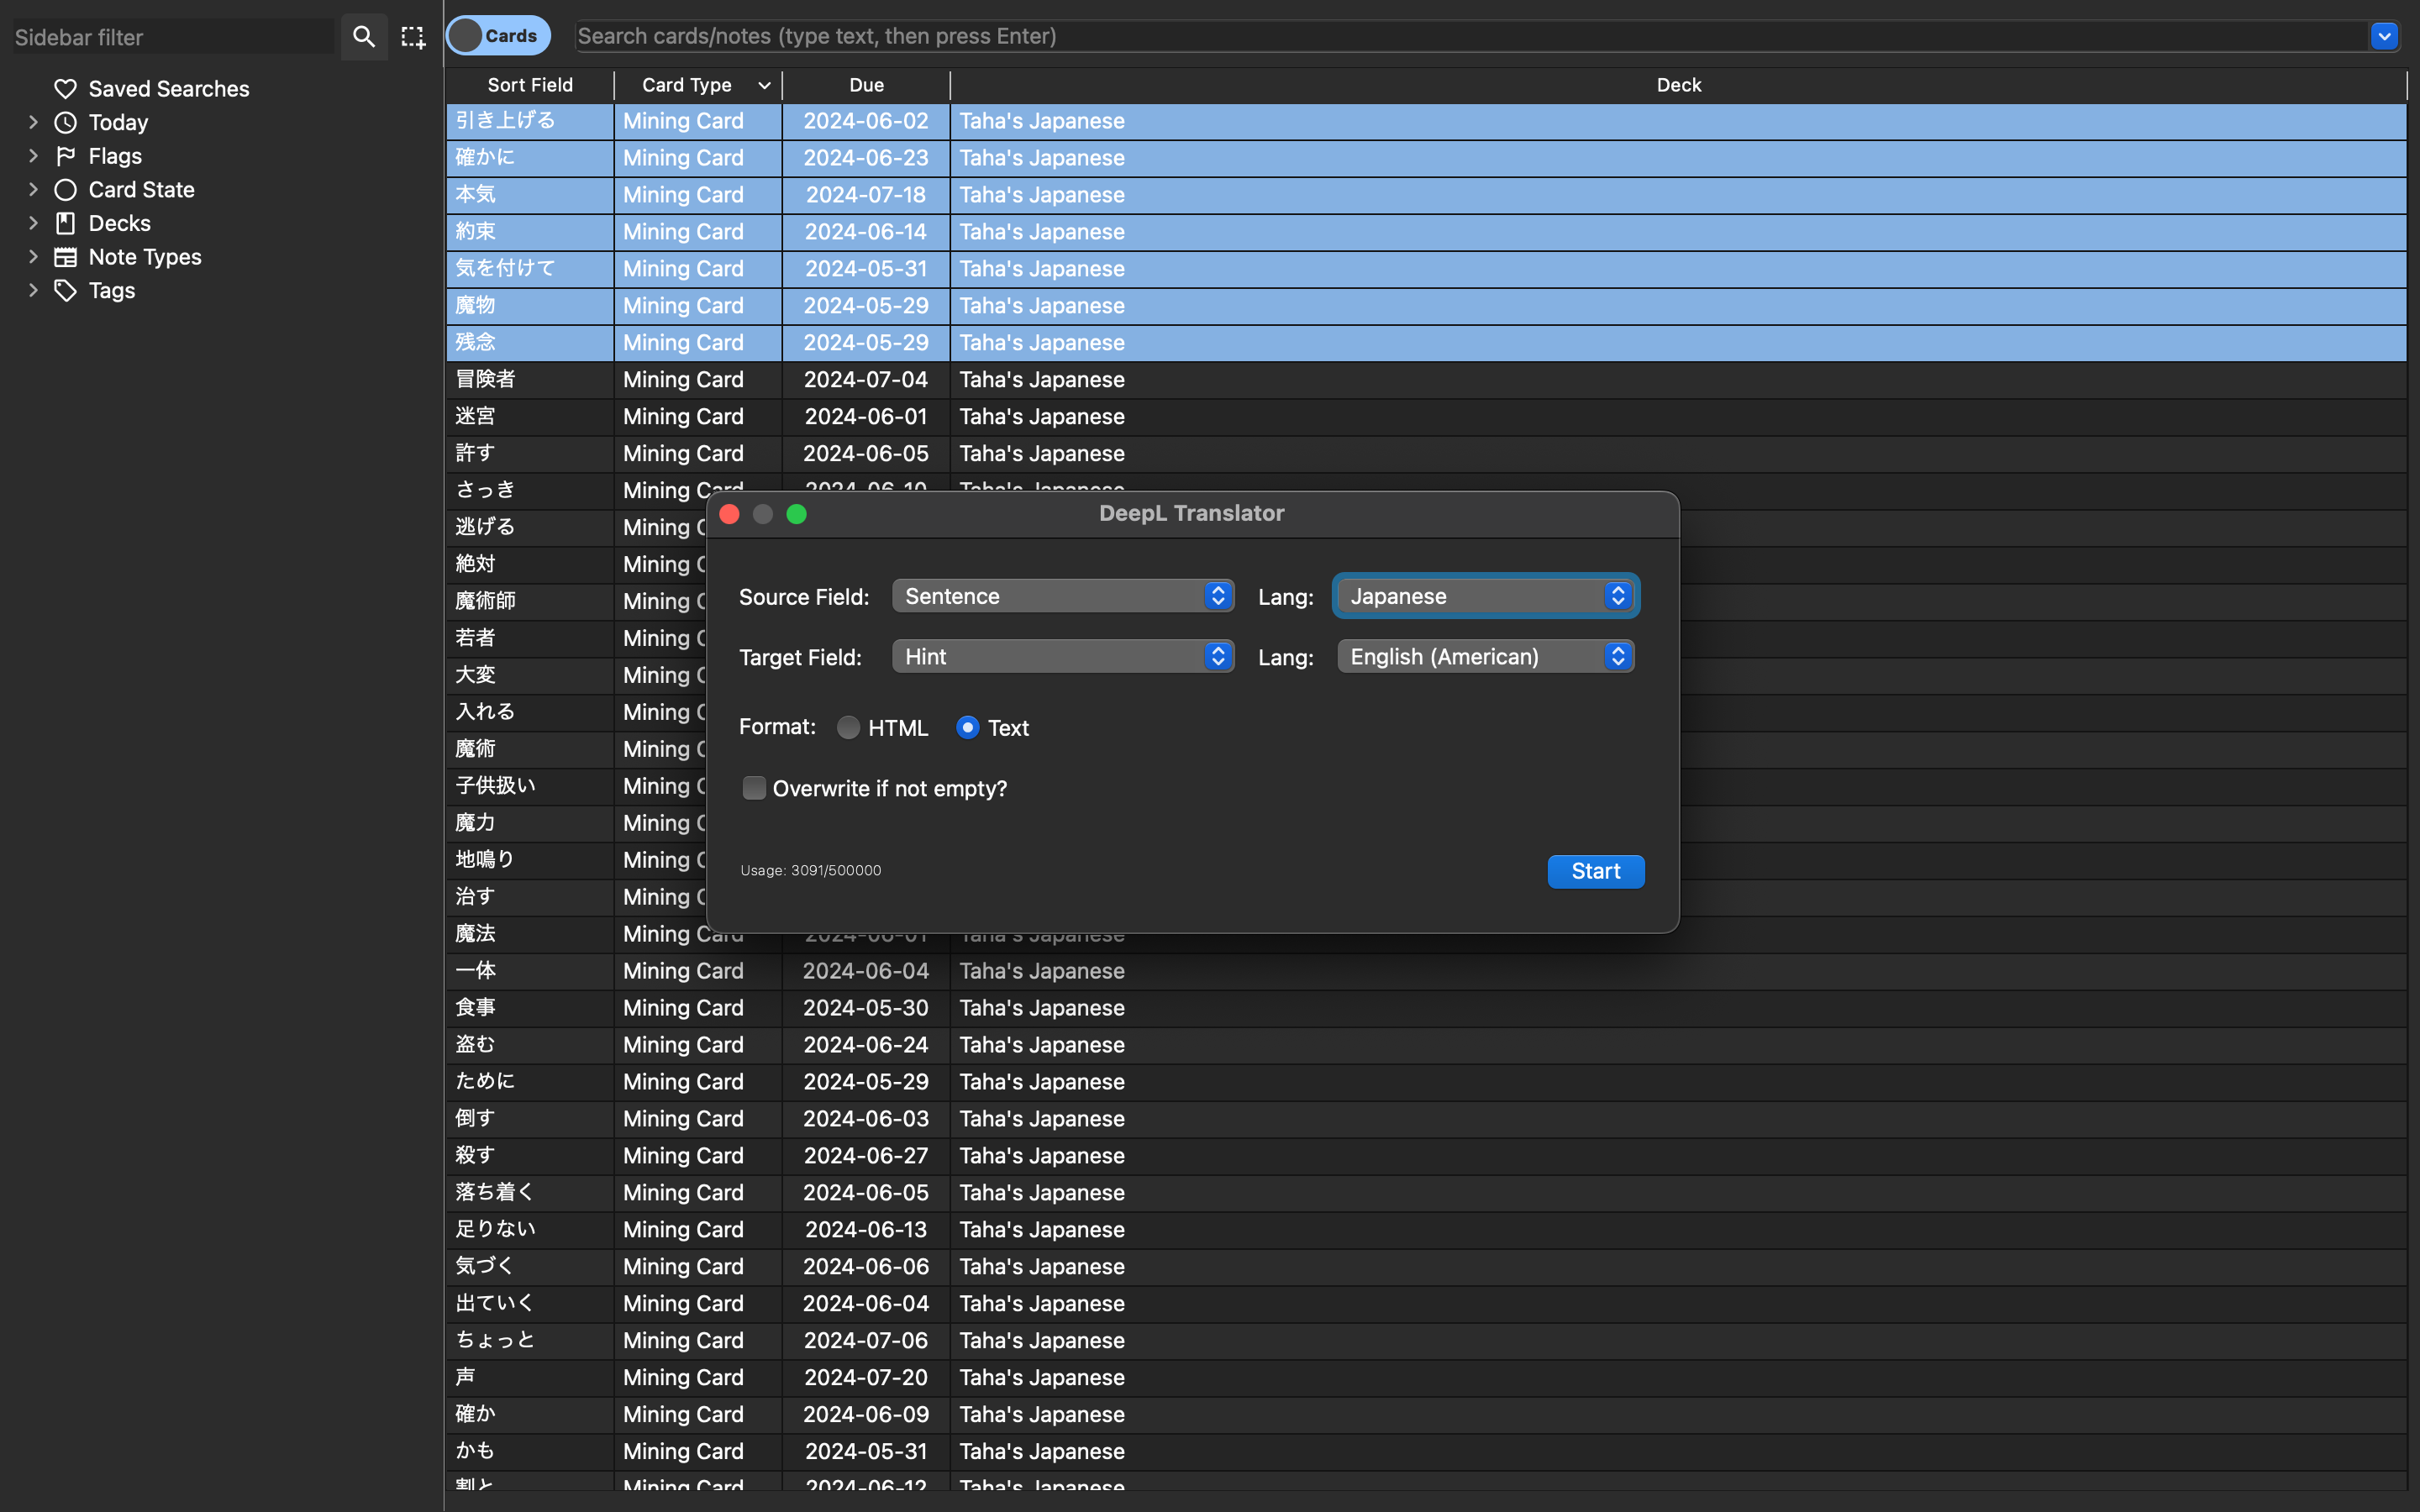 Sidebar filter
Cards
Search cards/notes (type text, then press Enter)
Saved Searches
Today
Flags
Card State
Decks
Note Types
Tags
Sort Field Card Type Due Deck
引き上げる Mining Card 2024-06-02 Taha's Japanese
確かに Mining Card 2024-06-23 Taha's Japanese
本気 Mining Card 2024-07-18 Taha's Japanese
約束 Mining Card 2024-06-14 Taha's Japanese
気を付けて Mining Card 2024-05-31 Taha's Japanese
魔物 Mining Card 2024-05-29 Taha's Japanese
残念 Mining Card 2024-05-29 Taha's Japanese
冒険者 Mining Card 2024-07-04 Taha's Japanese
迷宮 Mining Card 2024-06-01 Taha's Japanese
許す Mining Card 2024-06-05 Taha's Japanese
さっき Mining Card 2024-06-10 Taha's Japanese
逃げる Mining C
絶対 Mining C
魔術師 Mining C
若者 Mining C
大変 Mining C
入れる Mining C
魔術 Mining C
子供扱い Mining C
魔力 Mining C
地鳴り Mining C
治す Mining C
魔法 Mining Card 2024-06-01 Taha's Japanese
一体 Mining Card 2024-06-04 Taha's Japanese
食事 Mining Card 2024-05-30 Taha's Japanese
盗む Mining Card 2024-06-24 Taha's Japanese
ために Mining Card 2024-05-29 Taha's Japanese
倒す Mining Card 2024-06-03 Taha's Japanese
殺す Mining Card 2024-06-27 Taha's Japanese
落ち着く Mining Card 2024-06-05 Taha's Japanese
足りない Mining Card 2024-06-13 Taha's Japanese
気づく Mining Card 2024-06-06 Taha's Japanese
出ていく Mining Card 2024-06-04 Taha's Japanese
ちょっと Mining Card 2024-07-06 Taha's Japanese
声 Mining Card 2024-07-20 Taha's Japanese
確か Mining Card 2024-06-09 Taha's Japanese
かも Mining Card 2024-05-31 Taha's Japanese
割と Mining Card 2024-06-12 Taha's Japanese
DeepL Translator
Source Field: Sentence Lang: Japanese
Target Field: Hint Lang: English (American)
Format: HTML Text
Overwrite if not empty?
Usage: 3091/500000 Start